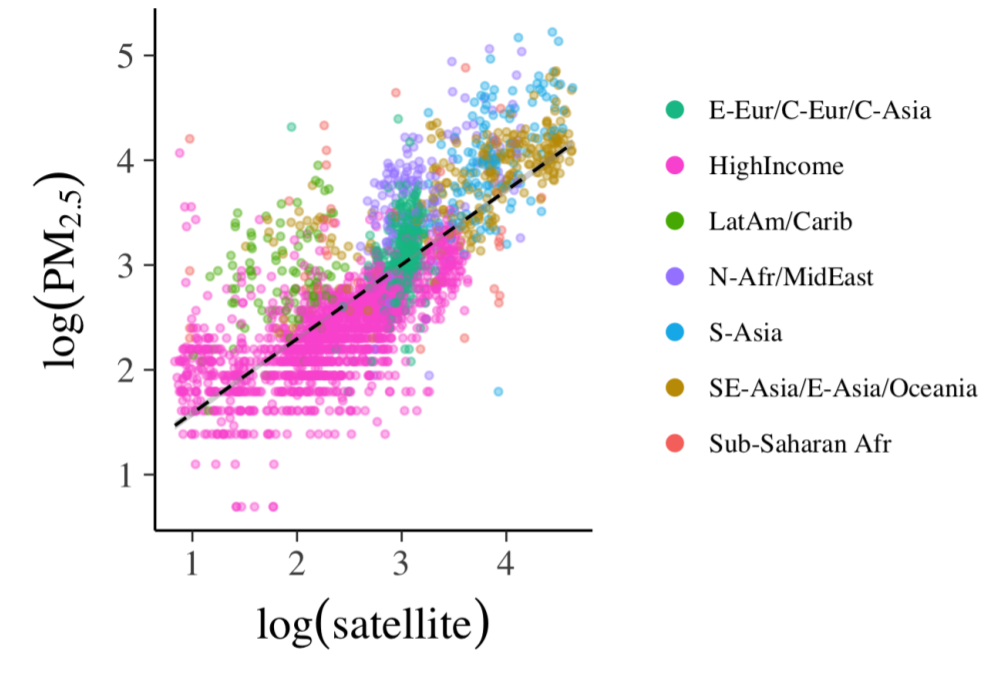 5
4
3
2
1
log(PM2.5)
1 2 3 4
log(satellite)
E-Eur/C-Eur/C-Asia
HighIncome
LatAm/Carib
N-Afr/MidEast
S-Asia
SE-Asia/E-Asia/Oceania
Sub-Saharan Afr